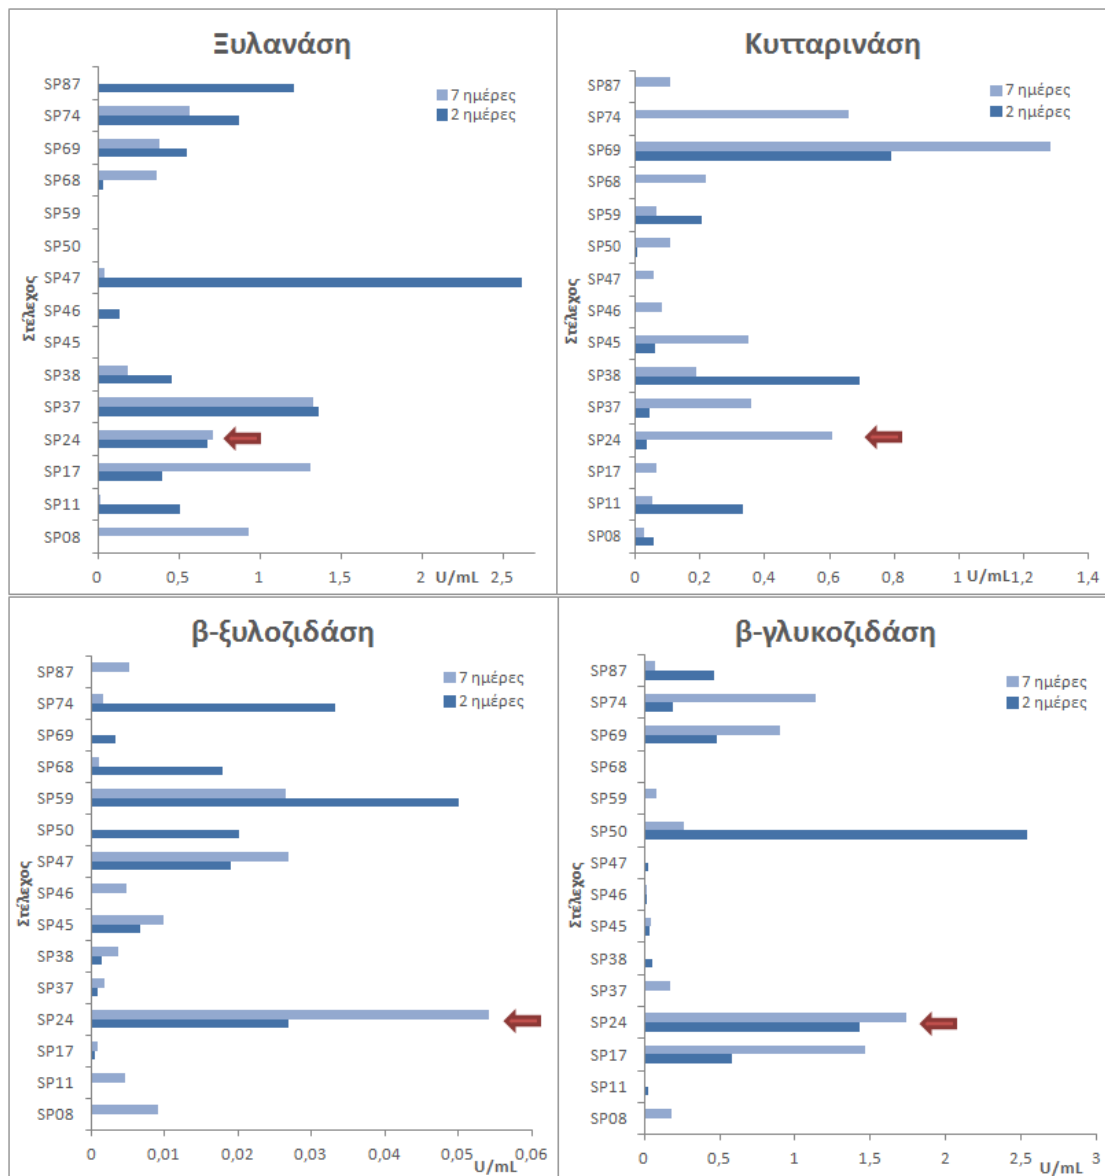 Ξυλανάση
7 ημέρες
2 ημέρες
Στέλεχος
SP87
SP74
SP69
SP68
SP59
SP50
SP47
SP46
SP45
SP38
SP37
SP24
SP17
SP11
SP08
0 0,5 1 1,5 2 2,5
U/mL
Κυτταρινάση
7 ημέρες
2 ημέρες
Στέλεχος
SP87
SP74
SP69
SP68
SP59
SP50
SP47
SP46
SP45
SP38
SP37
SP24
SP17
SP11
SP08
0 0,2 0,4 0,6 0,8 1 1,2 1,4
U/mL
β-ξυλοζιδάση
7 ημέρες
2 ημέρες
Στέλεχος
SP87
SP74
SP69
SP68
SP59
SP50
SP47
SP46
SP45
SP38
SP37
SP24
SP17
SP11
SP08
0 0,01 0,02 0,03 0,04 0,05 0,06
U/mL
β-γλυκοζιδάση
7 ημέρες
2 ημέρες
Στέλεχος
SP87
SP74
SP69
SP68
SP59
SP50
SP47
SP46
SP45
SP38
SP37
SP24
SP17
SP11
SP08
0 0,5 1 1,5 2 2,5 3
U/mL